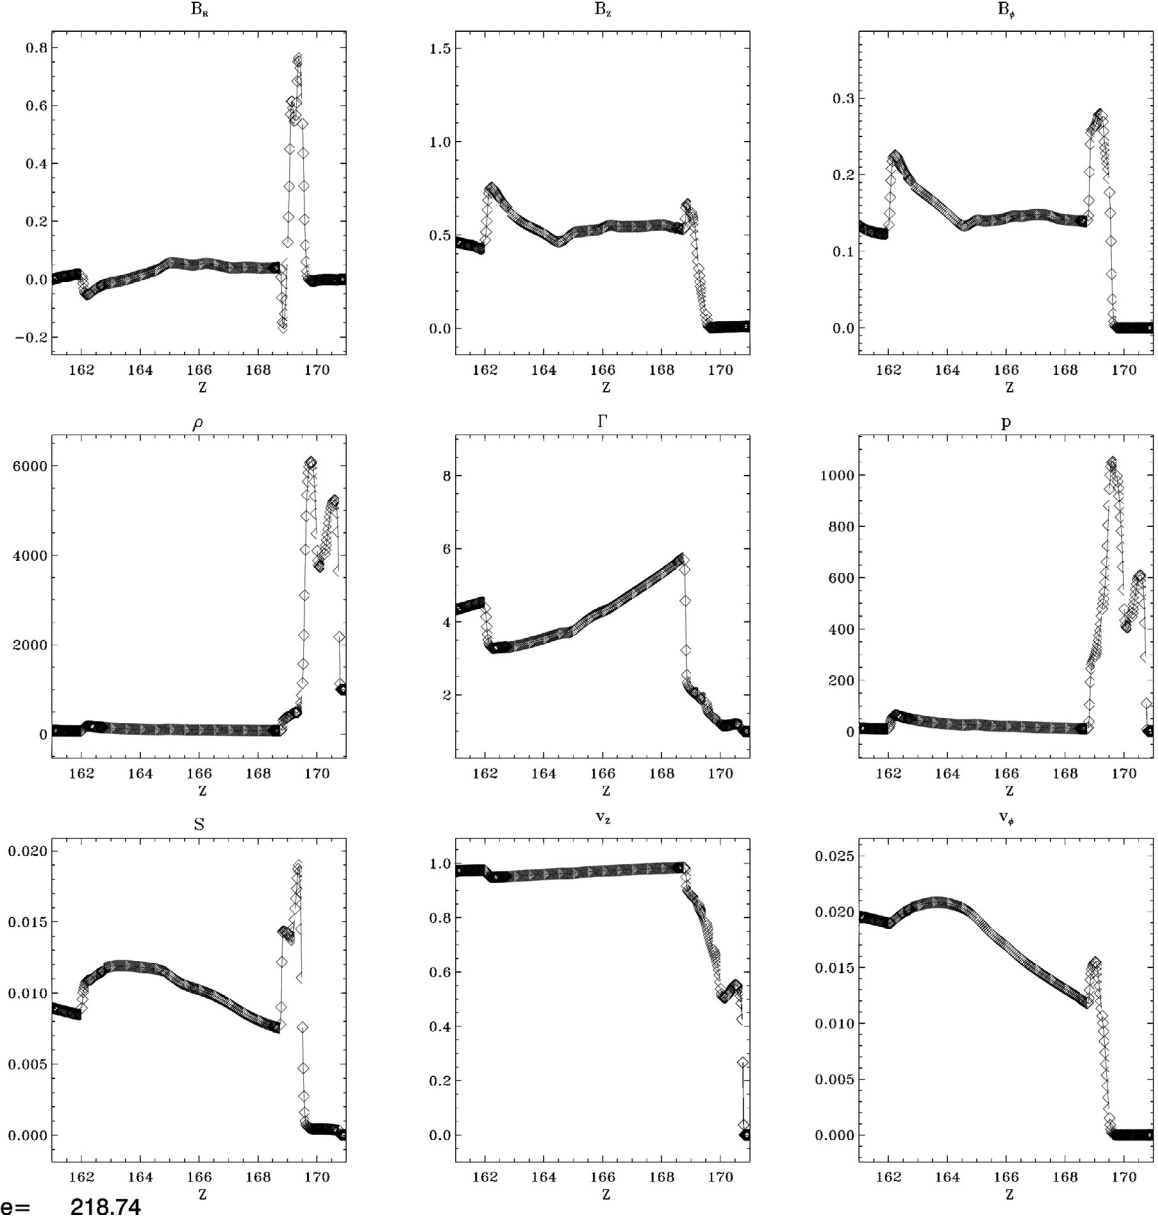 B_R B_Z B_ϕ
0.8
0.6
0.4
0.2
0.0
−0.2
162 164 166 168 170
Z
1.5
1.0
0.5
0.0
162 164 166 168 170
Z
0.3
0.2
0.1
0.0
162 164 166 168 170
Z
ρ Γ p
6000
4000
2000
0
162 164 166 168 170
Z
8
6
4
2
162 164 166 168 170
Z
1000
800
600
400
200
0
162 164 166 168 170
Z
S v_Z v_ϕ
0.020
0.015
0.010
0.005
0.000
162 164 166 168 170
Z
1.0
0.8
0.6
0.4
0.2
0.0
162 164 166 168 170
Z
0.025
0.020
0.015
0.010
0.005
0.000
162 164 166 168 170
Z
e= 218.74